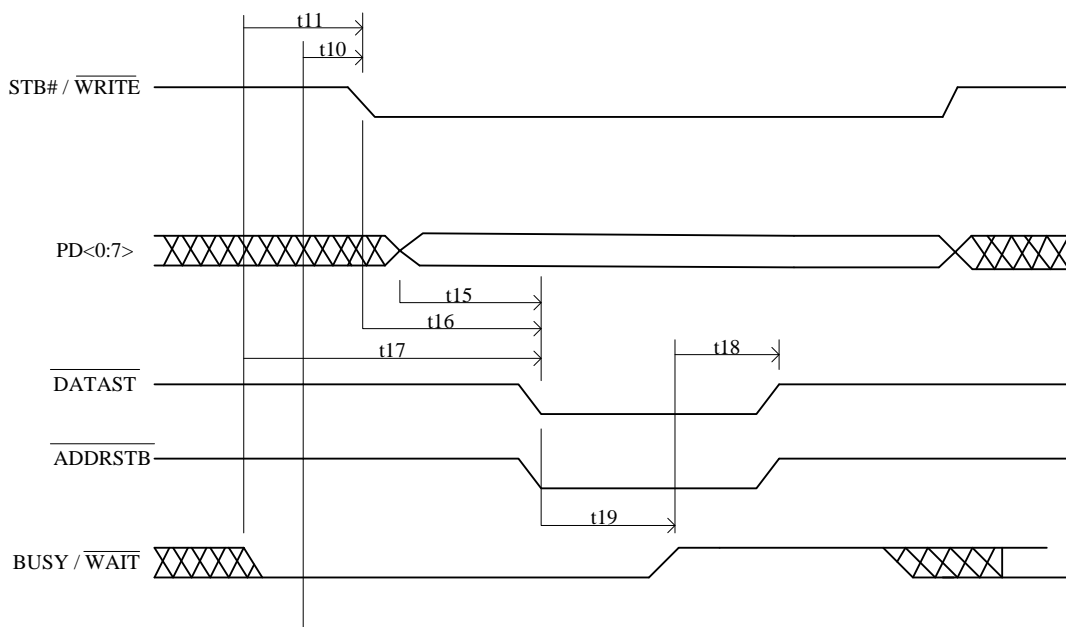 t11
t10
STB# / WRITE
PD<0:7>
t15
t16
t17
t18
DATAST
ADDRSTB
t19
BUSY / WAIT